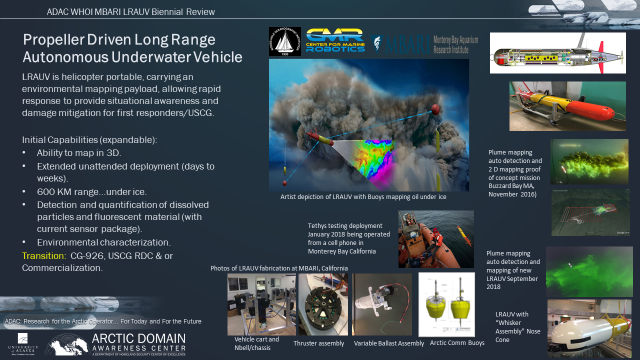 ADAC WHOI MBARI LRAUV Biennial Review
Propeller Driven Long Range
Autonomous Underwater Vehicle
LRAUV is helicopter portable, carrying an
environmental mapping payload, allowing rapid
response to provide situational awareness and
damage mitigation for first responders/USCG.
Initial Capabilities (expandable):
• Ability to map in 3D.
• Extended unattended deployment (days to
weeks).
• 600 KM range...under ice.
• Detection and quantification of dissolved
particles and fluorescent material (with
current sensor package).
• Environmental characterization.
Transition: CG-926, USCG RDC & or
Commercialization.
ADAC: Research for the Arctic Operator... For Today and For the Future
ARCTIC DOMAIN
AWARENESS CENTER
A DEPARTMENT OF HOMELAND SECURITY CENTER OF EXCELLENCE
CMR
CENTER FOR MARINE
ROBOTICS
MBARI
Monterey Bay Aquarium
Research Institute
Artist depiction of LRAUV with Buoys mapping oil under ice
Tethys testing deployment
January 2018 being operated
from a cell phone in
Monterey Bay California
Photos of LRAUV fabrication at MBARI, California
Vehicle cart and
Nbell/chassis
Thruster assembly
Variable Ballast Assembly
Arctic Comm Buoys
Plume mapping
auto detection and
2 D mapping proof
of concept mission
Buzzard Bay MA,
November 2016)
Plume mapping
auto detection and
mapping of new
LRAUV September
2018
LRAUV with
"Whisker
Assembly" Nose
Cone